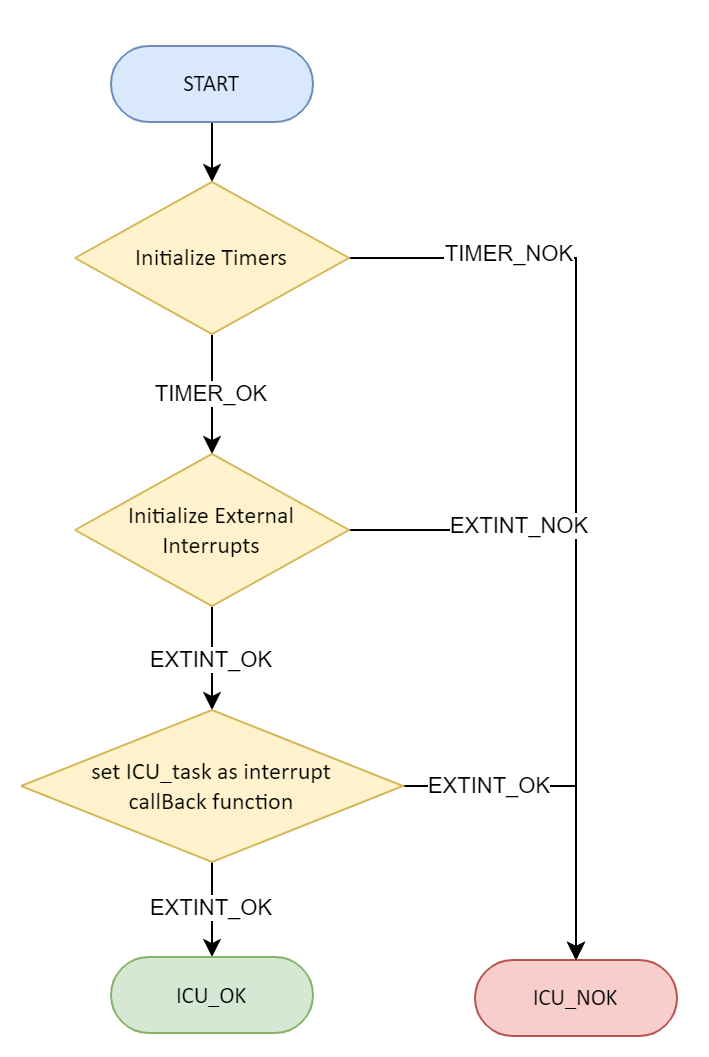 START
Initialize Timers
TIMER_NOK
TIMER_OK
Initialize External
Interrupts
EXTINT_NOK
EXTINT_OK
set ICU_task as interrupt
callBack function
EXTINT_OK
EXTINT_OK
ICU_OK
ICU_NOK